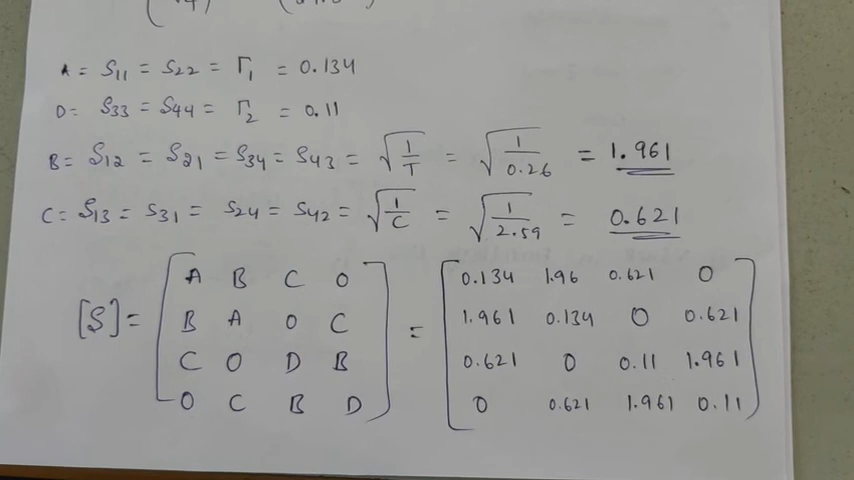 A = S11 = S22 = Γ1 = 0.134
D = S33 = S44 = Γ2 = 0.11
B = S12 = S21 = S34 = S43 = √(1/T) = √(1/0.26) = 1.961
C = S13 = S31 = S24 = S42 = √(1/C) = √(1/2.59) = 0.621
[S] = [A B C 0 = [0.134 1.96 0.621 0
B A 0 C 1.961 0.134 0 0.621
C 0 D B 0.621 0 0.11 1.961
0 C B D] 0 0.621 1.961 0.11]